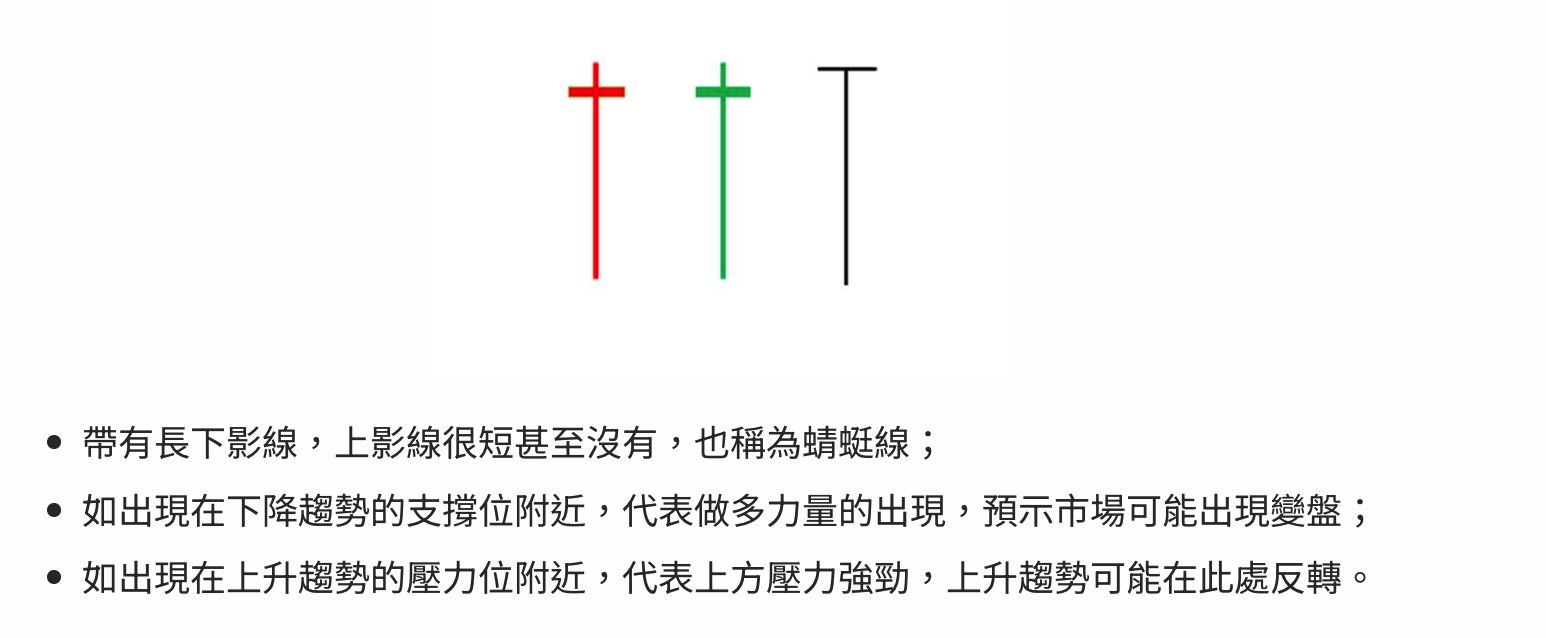 • 帶有長下影線，上影線很短甚至沒有，也稱為蜻蜓線；
• 如出現在下降趨勢的支撐位附近，代表做多力量的出現，預示市場可能出現變盤；
• 如出現在上升趨勢的壓力位附近，代表上方壓力強勁，上升趨勢可能在此處反轉。